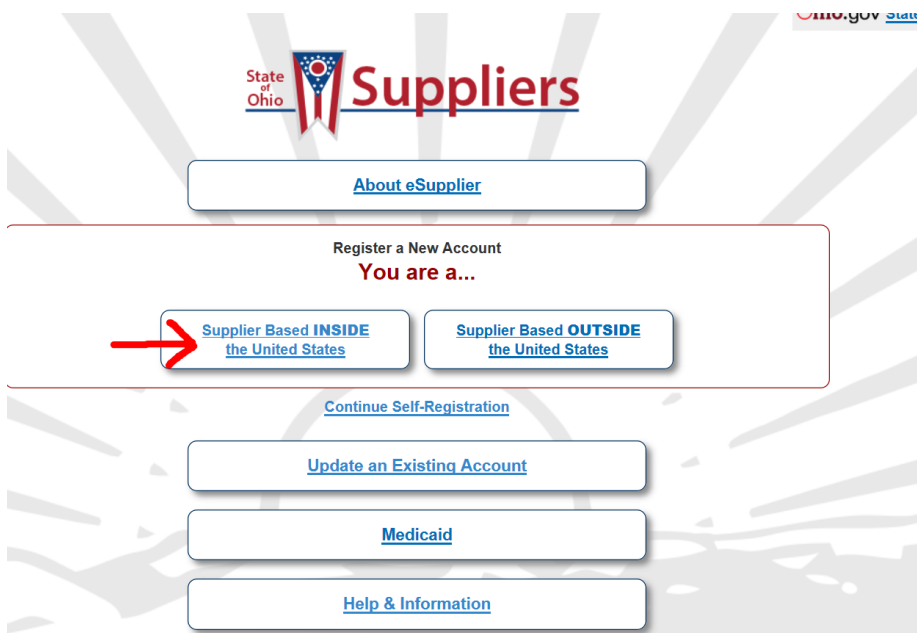 Ohio.gov State
State
of
Ohio
Suppliers
About eSupplier
Register a New Account
You are a...
Supplier Based INSIDE
the United States
Supplier Based OUTSIDE
the United States
Continue Self-Registration
Update an Existing Account
Medicaid
Help & Information